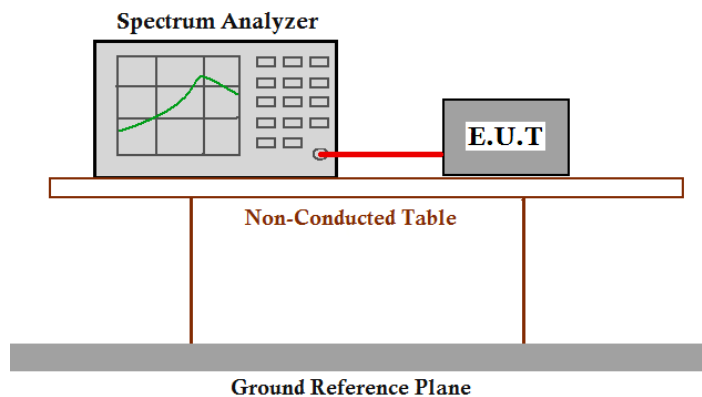 Spectrum Analyzer
E.U.T
Non-Conducted Table
Ground Reference Plane